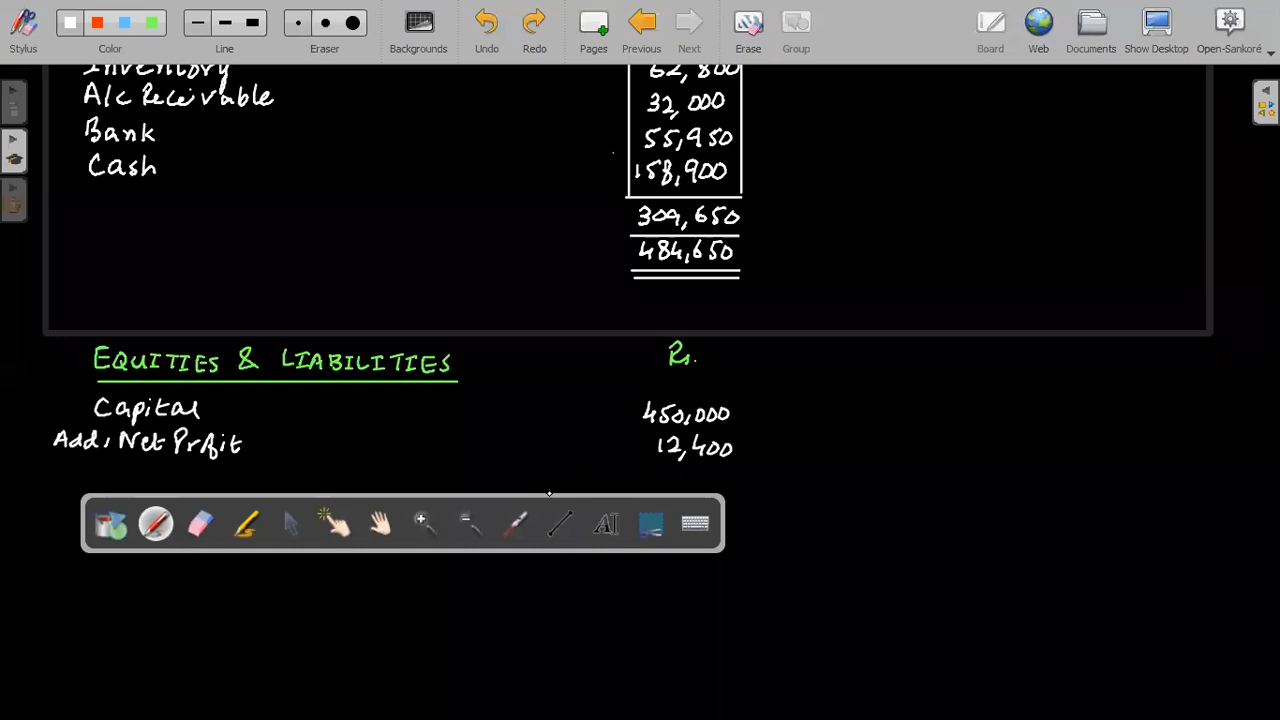 Stylus Color Line Eraser Backgrounds Undo Redo Pages Previous Next Erase Group Board Web Documents Show Desktop Open-Sankoré
Inventory 62,800
A/c Receivable 32,000
Bank 55,950
Cash 158,900
309,650
484,650
EQUITIES & LIABILITIES Rs.
Capital 450,000
Add: Net Profit 12,400
AI